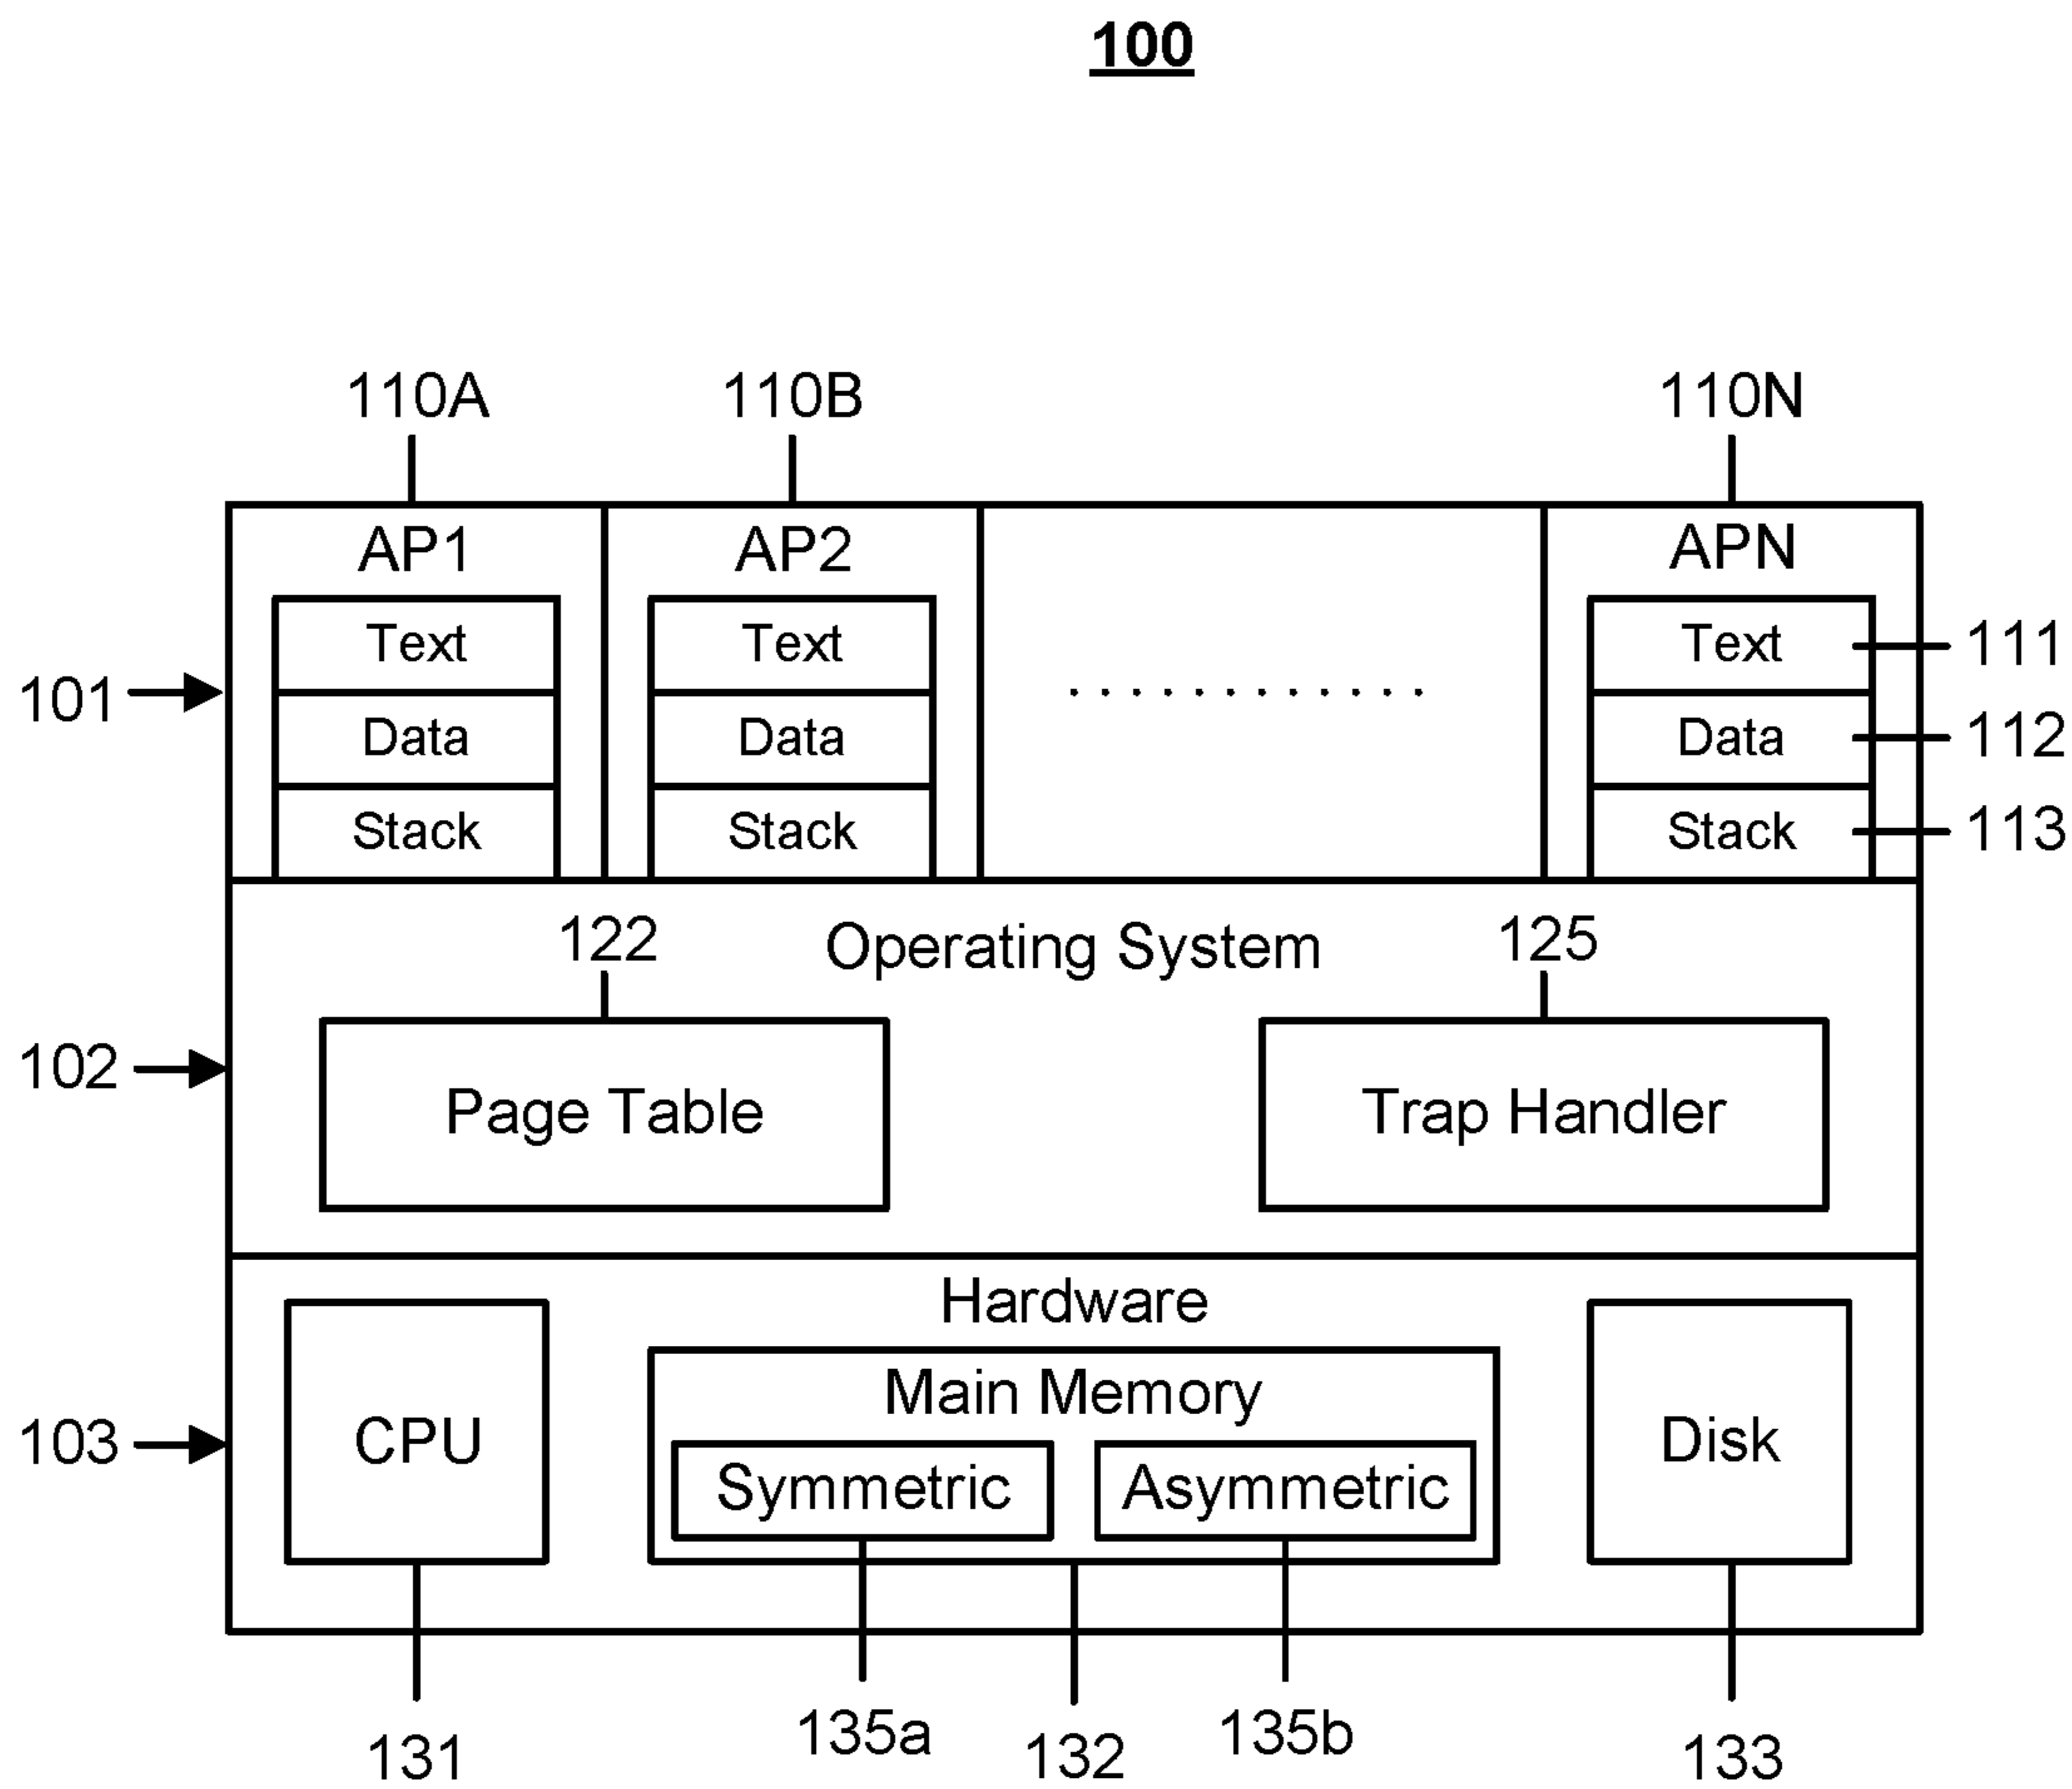 100
110A 110B 110N
AP1 AP2 APN
Text Text Text 111
101
Data Data ............ Data 112
Stack Stack Stack 113
122 Operating System 125
102
Page Table Trap Handler
Hardware
Main Memory
103 CPU Disk
Symmetric Asymmetric
135a 135b
131 132 133